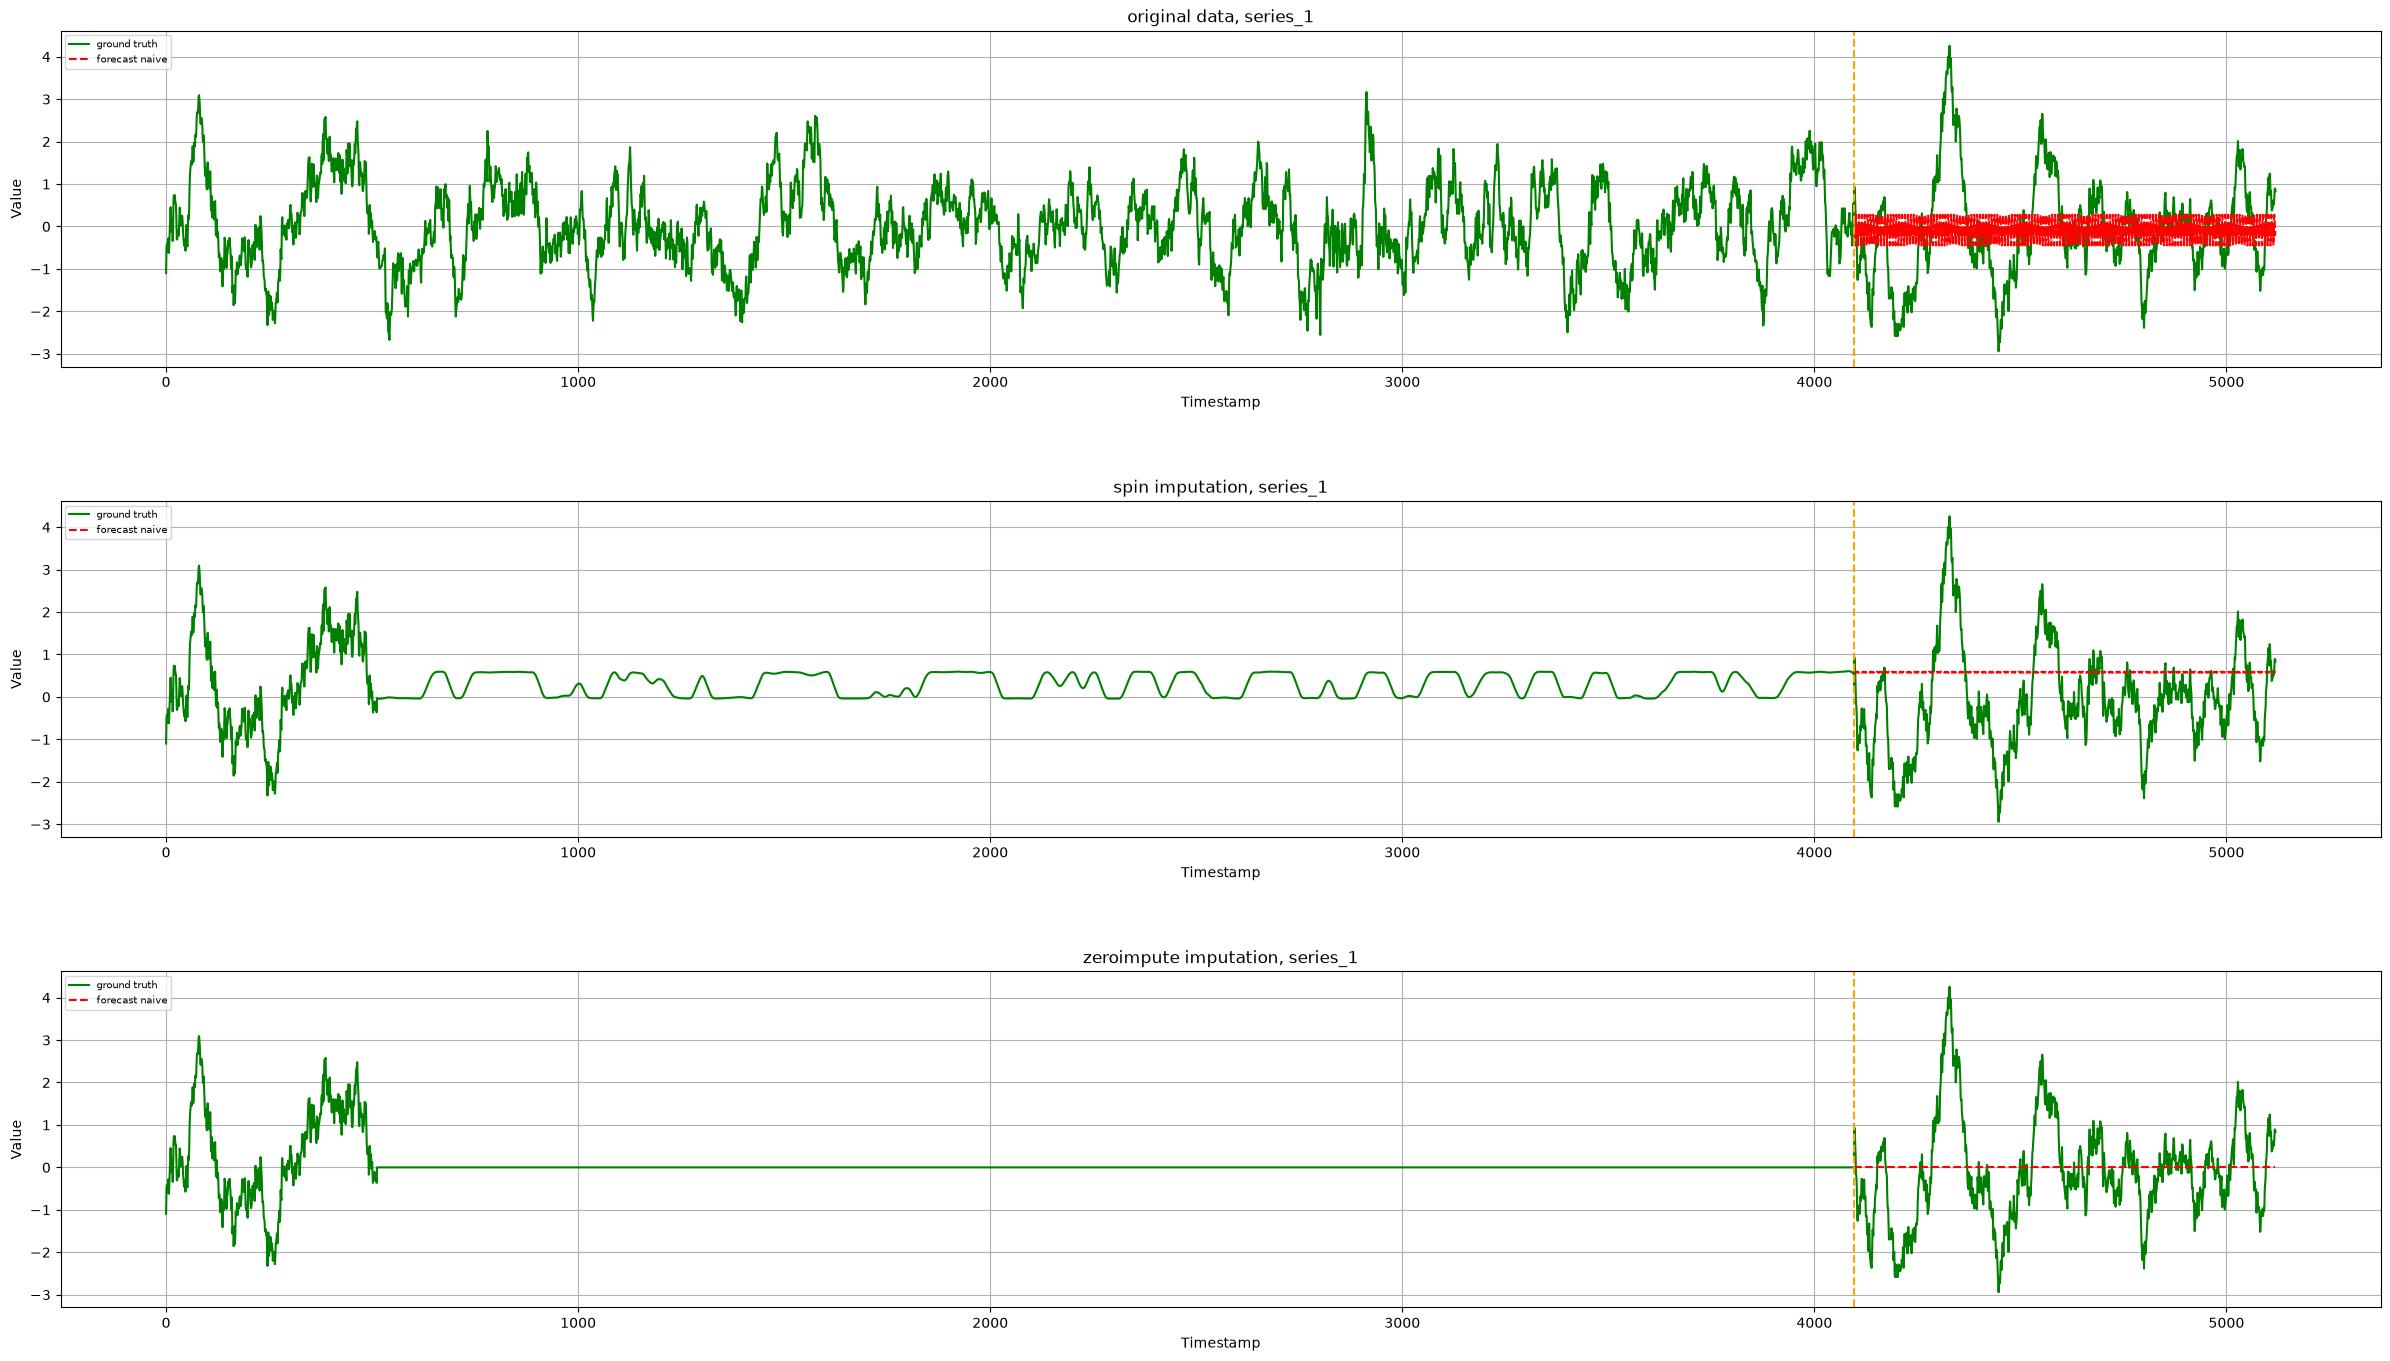 original data, series_1
ground truth
forecast naive
Value
4
3
2
1
0
−1
−2
−3
0 1000 2000 3000 4000 5000
Timestamp
spin imputation, series_1
ground truth
forecast naive
Value
4
3
2
1
0
−1
−2
−3
0 1000 2000 3000 4000 5000
Timestamp
zeroimpute imputation, series_1
ground truth
forecast naive
Value
4
3
2
1
0
−1
−2
−3
0 1000 2000 3000 4000 5000
Timestamp